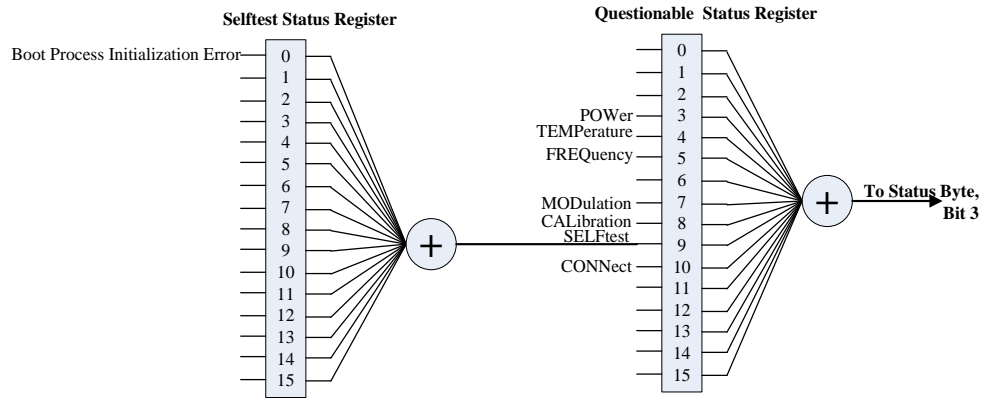 Selftest Status Register
Boot Process Initialization Error
0
1
2
3
4
5
6
7
8
9
10
11
12
13
14
15
+
Questionable Status Register
POWer
TEMPerature
FREQuency
MODulation
CALibration
SELFtest
CONNect
0
1
2
3
4
5
6
7
8
9
10
11
12
13
14
15
+
To Status Byte,
Bit 3